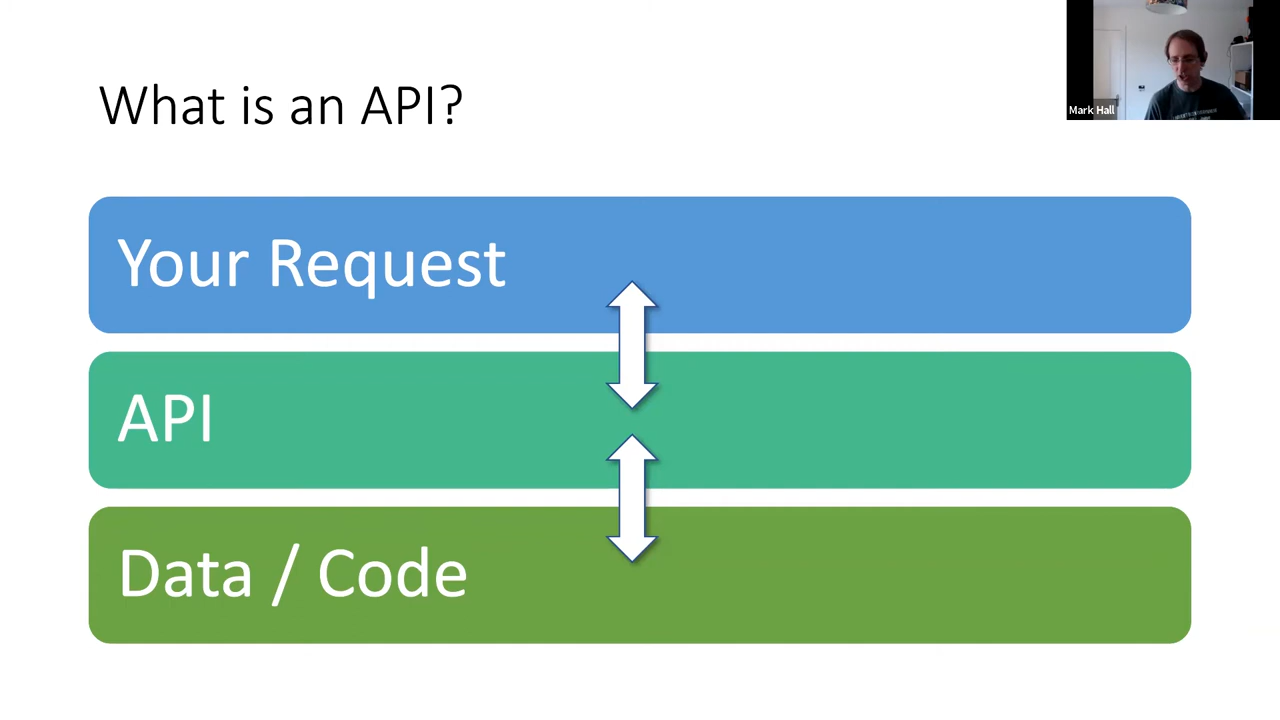 What is an API?
Mark Hall
Your Request
API
Data / Code